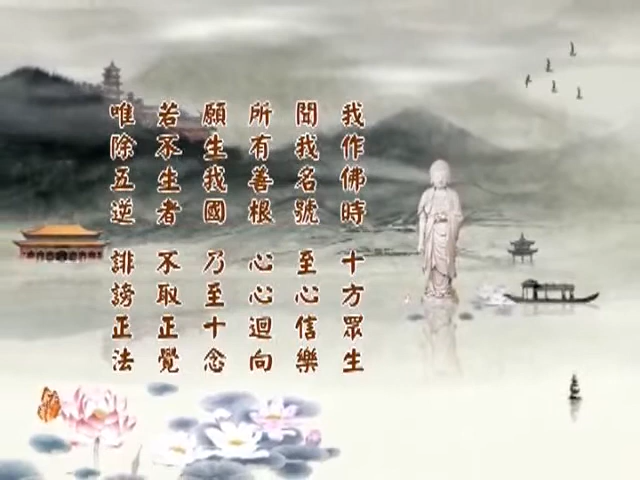 我作佛時 十方眾生
聞我名號 至心信樂
所有善根 心心迴向
願生我國 乃至十念
若不生者 不取正覺
唯除五逆 誹謗正法